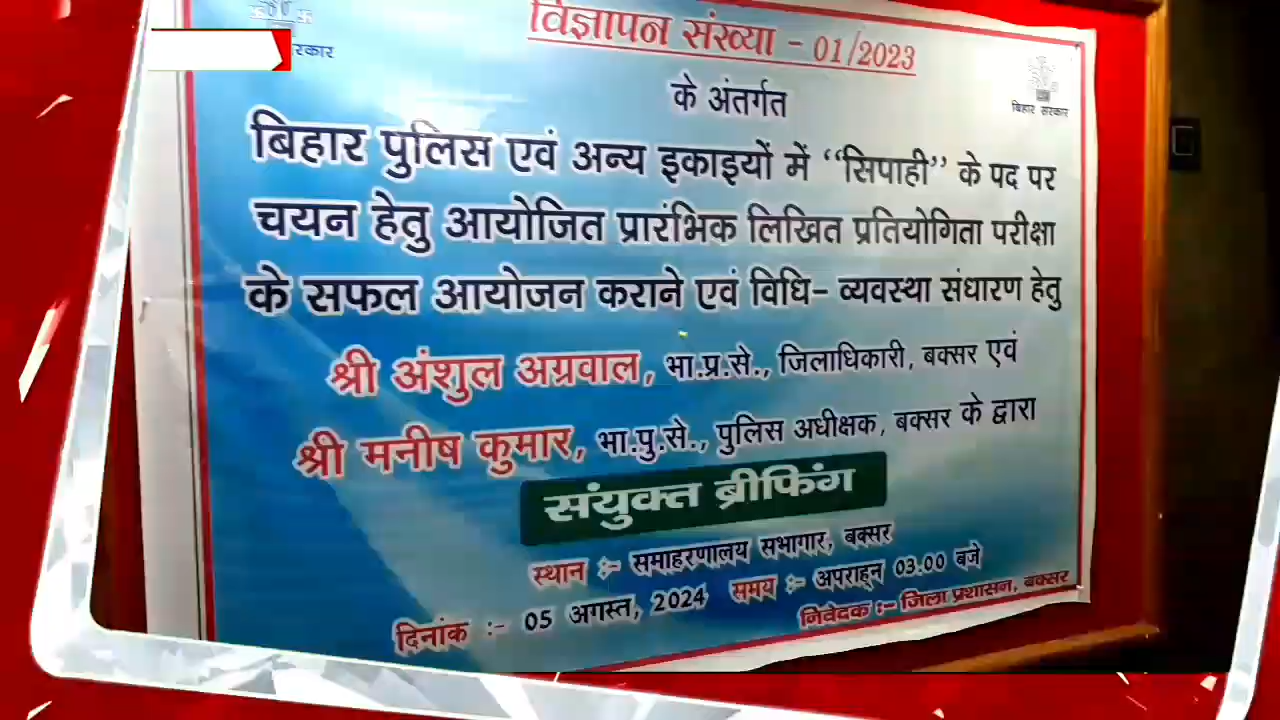 विज्ञापन संख्या - 01/2023
रकार
बिहार सरकार
के अंतर्गत
बिहार पुलिस एवं अन्य इकाइयों में “सिपाही” के पद पर
चयन हेतु आयोजित प्रारंभिक लिखित प्रतियोगिता परीक्षा
के सफल आयोजन कराने एवं विधि- व्यवस्था संधारण हेतु
श्री अंशुल अग्रवाल, भा.प्र.से., जिलाधिकारी, बक्सर एवं
श्री मनीष कुमार, भा.पु.से., पुलिस अधीक्षक, बक्सर के द्वारा
संयुक्त ब्रीफिंग
स्थान :- समाहरणालय सभागार, बक्सर
दिनांक :- 05 अगस्त, 2024 समय :- अपराह्न 03.00 बजे
निवेदक :- जिला प्रशासन, बक्सर